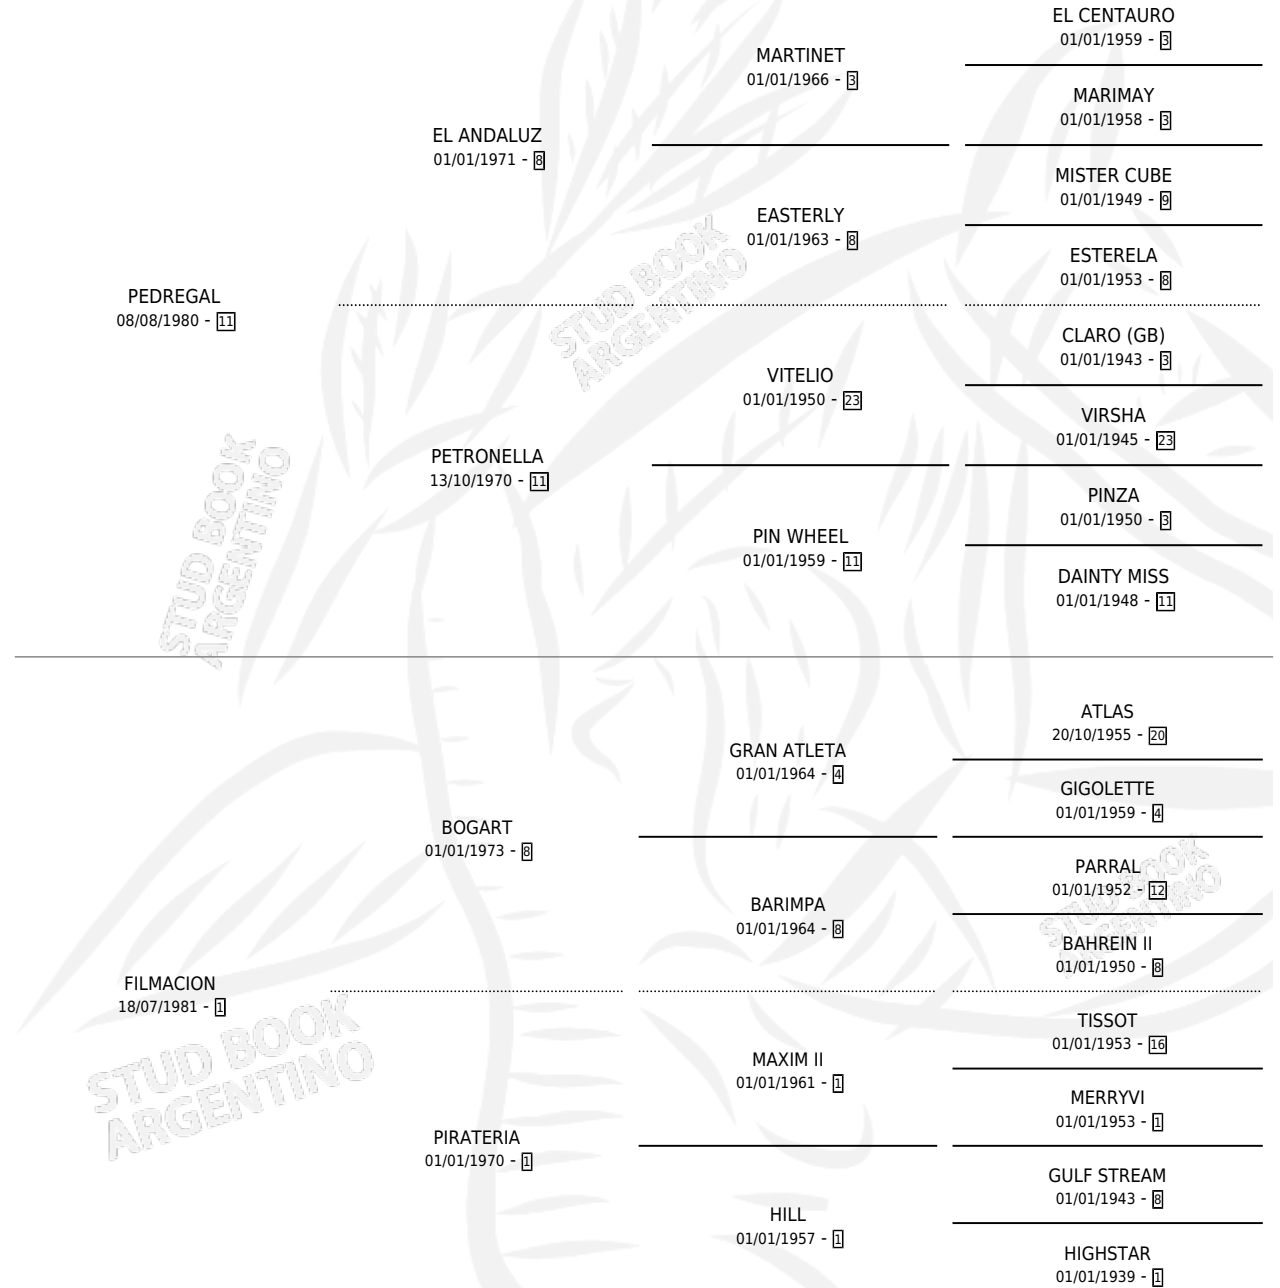 EL CENTAURO
01/01/1959 - 3
MARTINET
01/01/1966 - 3
MARIMAY
01/01/1958 - 3
EL ANDALUZ
01/01/1971 - 8
MISTER CUBE
01/01/1949 - 9
EASTERLY
01/01/1963 - 8
ESTERELA
01/01/1953 - 8
PEDREGAL
08/08/1980 - 11
CLARO (GB)
01/01/1943 - 3
VITELIO
01/01/1950 - 23
VIRSHA
01/01/1945 - 23
PETRONELLA
13/10/1970 - 11
PINZA
01/01/1950 - 3
PIN WHEEL
01/01/1959 - 11
DAINTY MISS
01/01/1948 - 11
STUD BOOK
ARGENTINO
STUD BOOK
ARGENTINO
ATLAS
20/10/1955 - 20
GRAN ATLETA
01/01/1964 - 4
GIGOLETTE
01/01/1959 - 4
BOGART
01/01/1973 - 8
PARRAL
01/01/1952 - 12
BARIMPA
01/01/1964 - 8
BAHREIN II
01/01/1950 - 8
FILMACION
18/07/1981 - 1
TISSOT
01/01/1953 - 16
MAXIM II
01/01/1961 - 1
MERRYVI
01/01/1953 - 1
PIRATERIA
01/01/1970 - 1
GULF STREAM
01/01/1943 - 8
HILL
01/01/1957 - 1
HIGHSTAR
01/01/1939 - 1
STUD BOOK
ARGENTINO
STUD BOOK
ARGENTINO